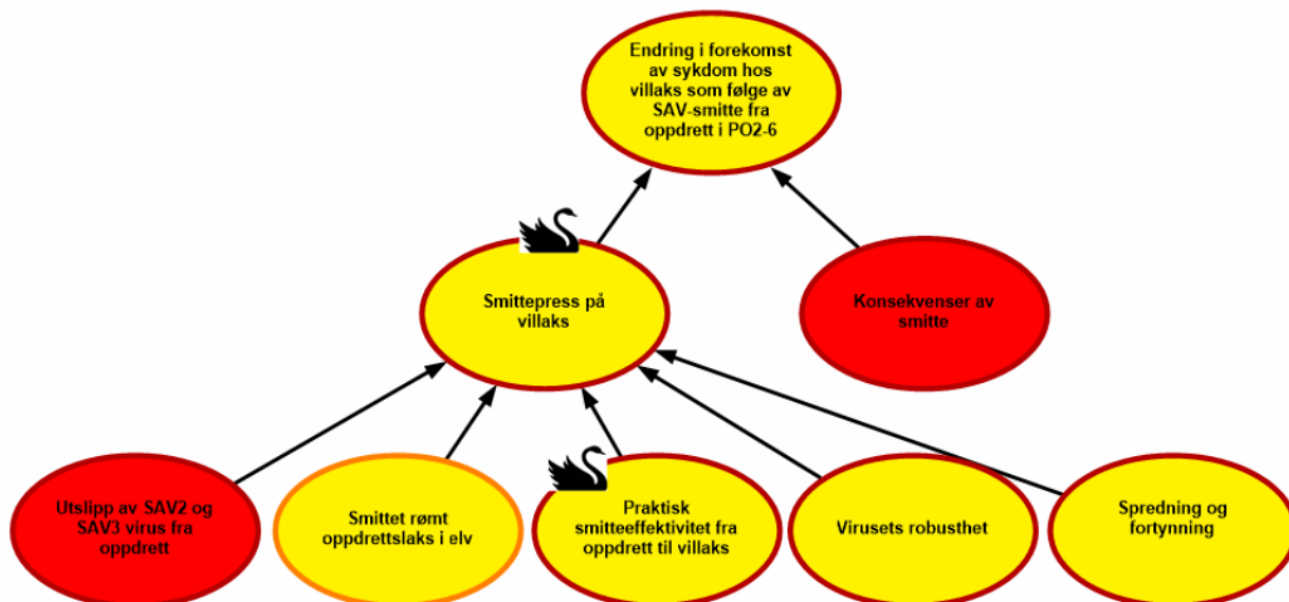 Endring i forekomst
av sykdom hos
villaks som følge av
SAV-smitte fra
oppdrett i PO2-6
Smittepress på
villaks
Konsekvenser av
smitte
Utslipp av SAV2 og
SAV3 virus fra
oppdrett
Smittet rømt
oppdrettslaks i elv
Praktisk
smitteeffektivitet fra
oppdrett til villaks
Virusets robusthet
Spredning og
fortynning